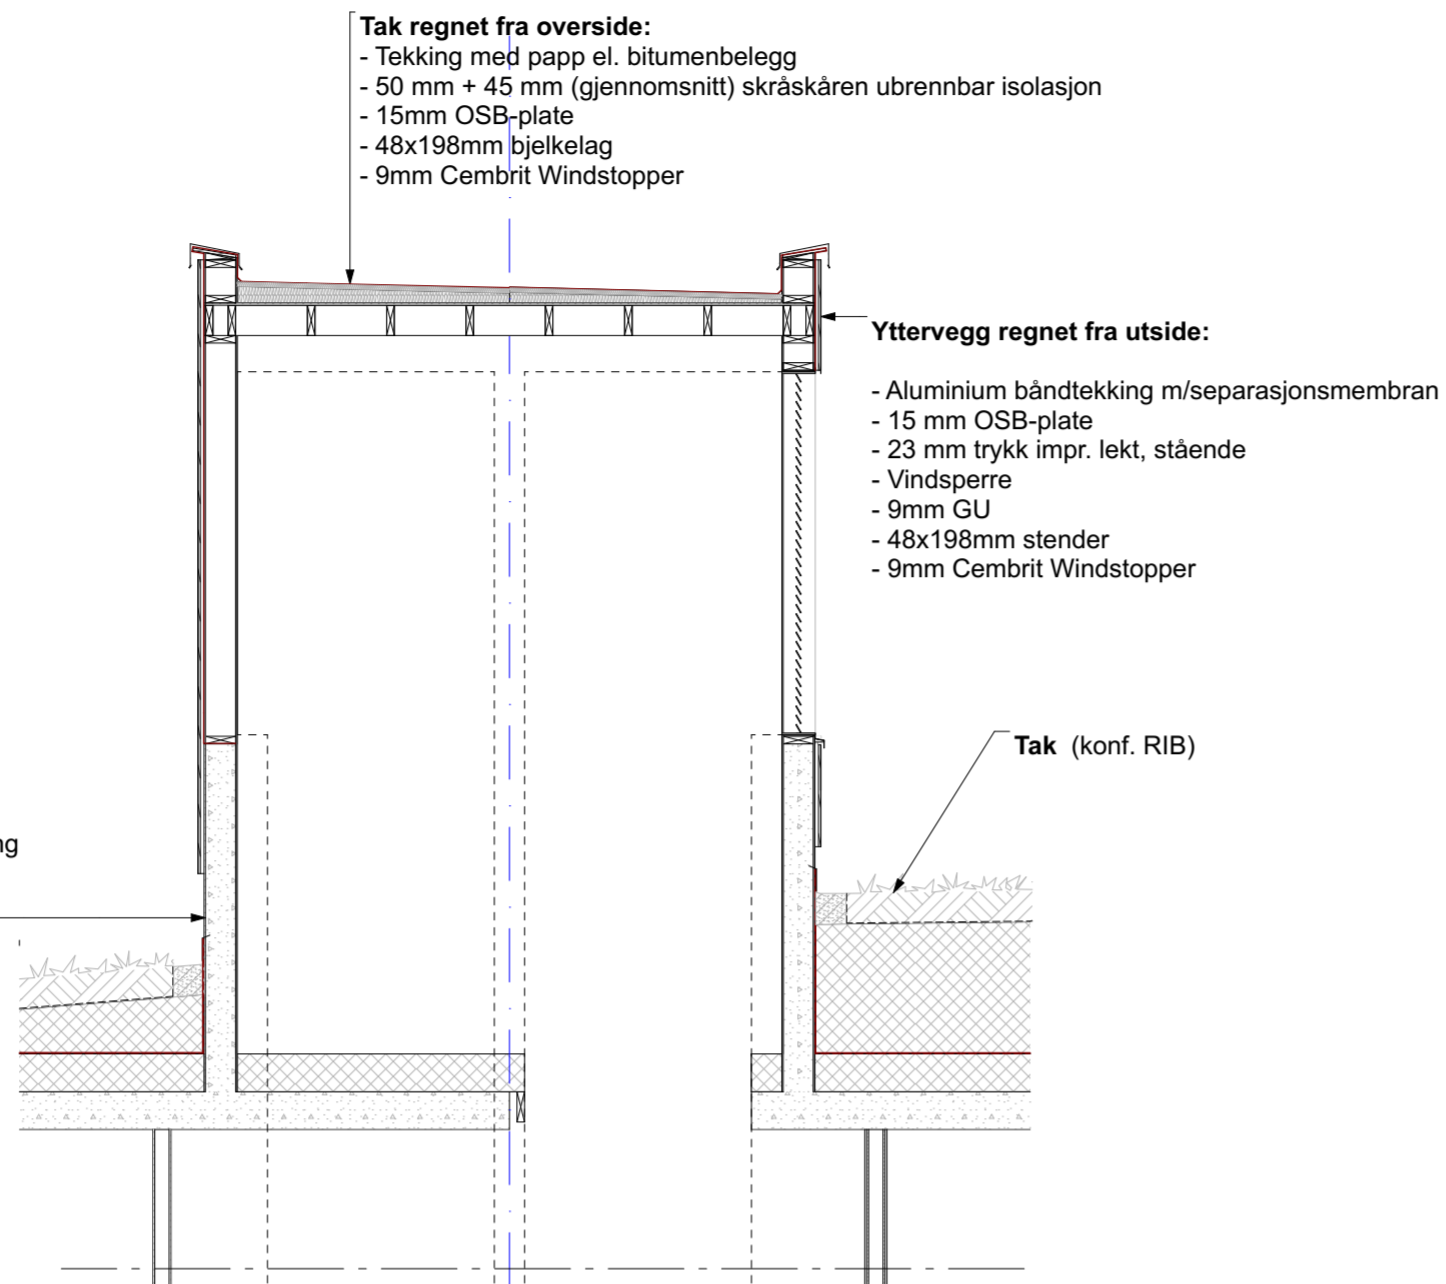 Tak regnet fra overside:
- Tekking med papp el. bitumenbelegg
- 50 mm + 45 mm (gjennomsnitt) skråskåren ubrennbar isolasjon
- 15mm OSB-plate
- 48x198mm bjelkelag
- 9mm Cembrit Windstopper
Yttervegg regnet fra utside:
- Aluminium båndtekking m/separasjonsmembran
- 15 mm OSB-plate
- 23 mm trykk impr. lekt, stående
- Vindsperre
- 9mm GU
- 48x198mm stender
- 9mm Cembrit Windstopper
Tak (konf. RIB)
ng